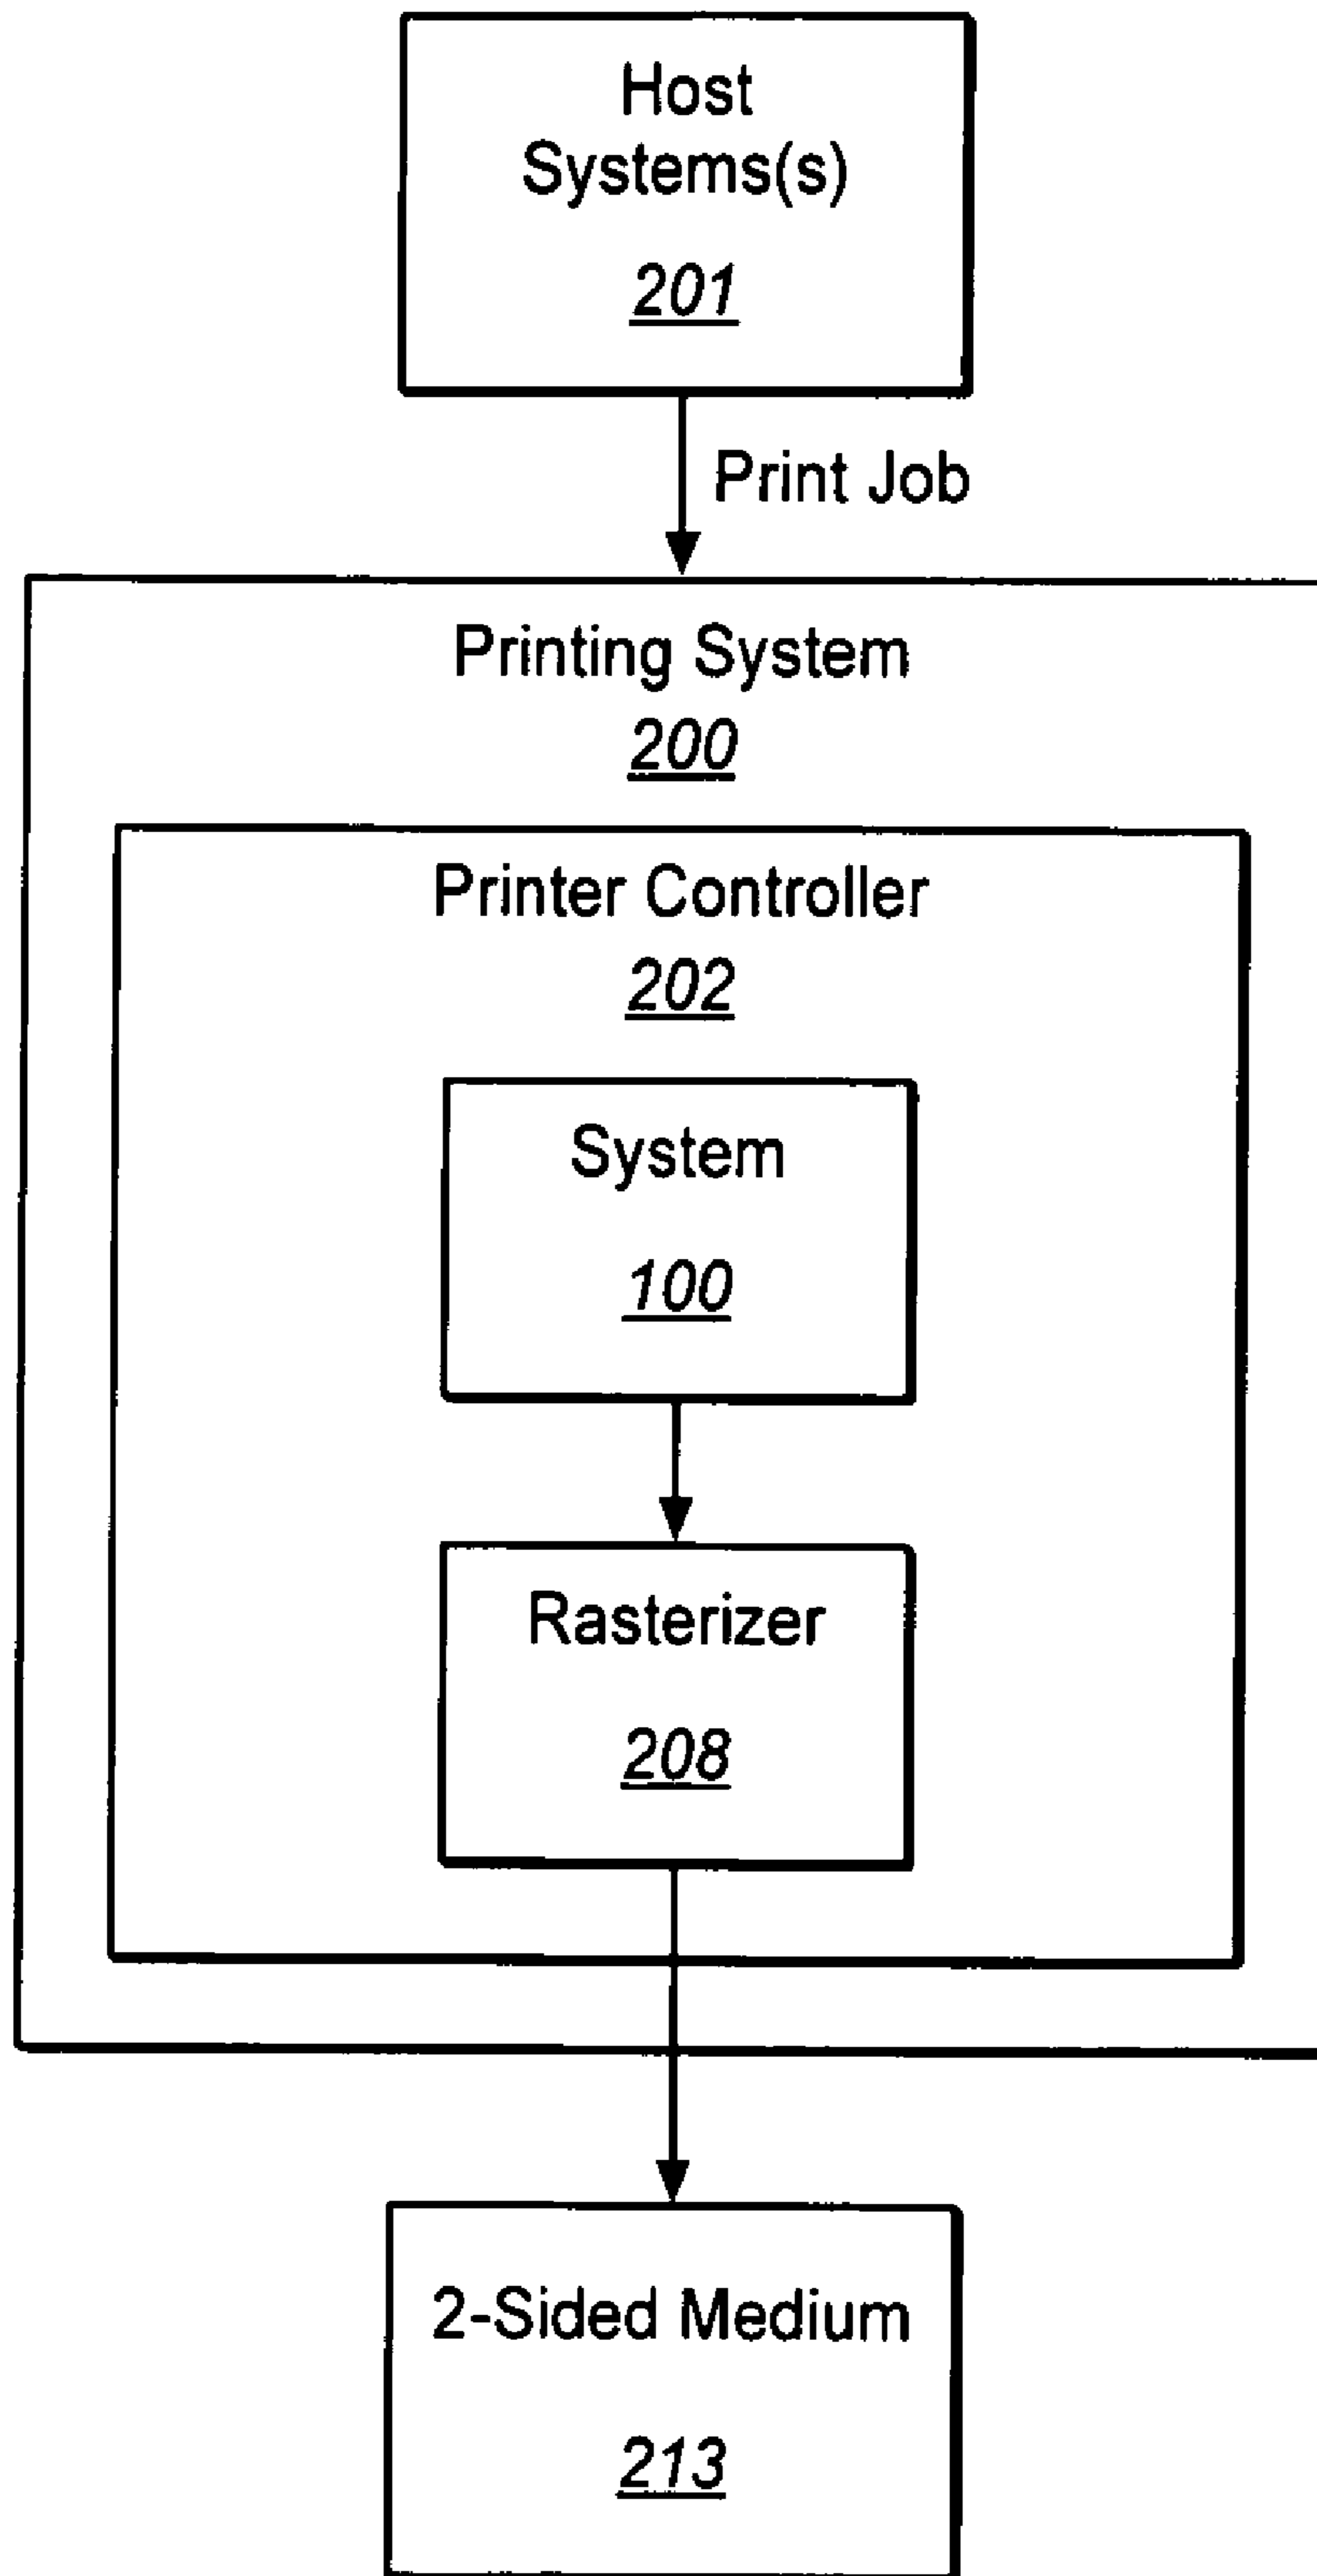 Host
Systems(s)
201
Print Job
Printing System
200
Printer Controller
202
System
100
Rasterizer
208
2-Sided Medium
213